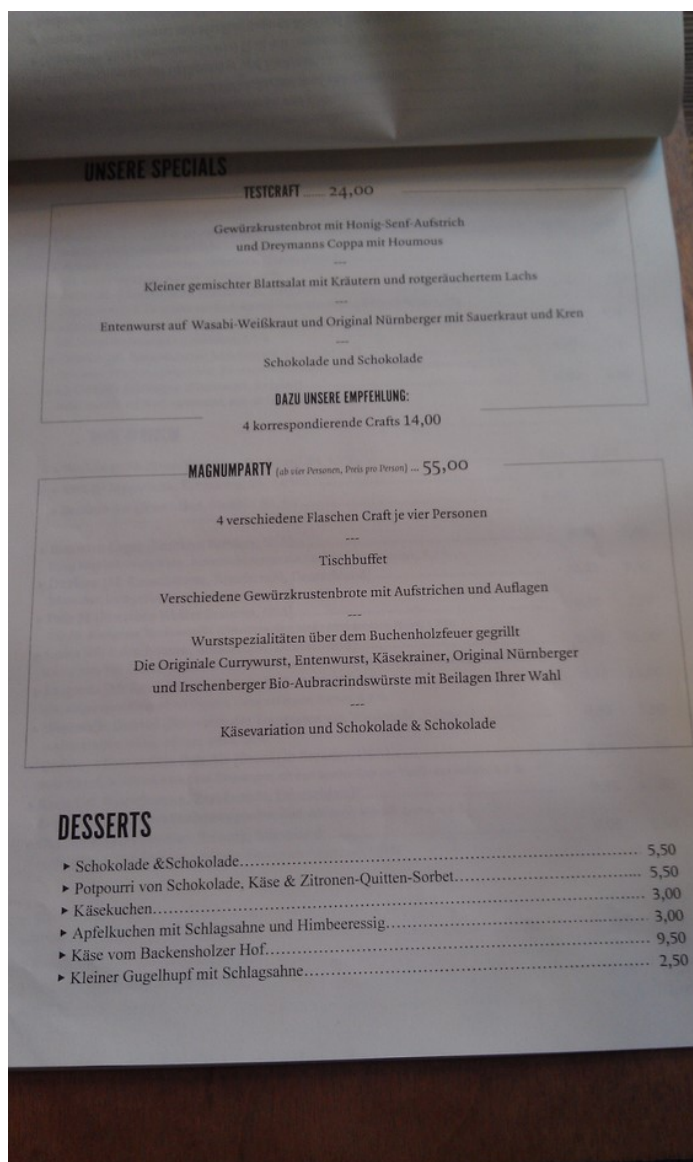 UNSERE SPECIALS
TESTCRAFT ...... 24,00
Gewürzkrustenbrot mit Honig-Senf-Aufstrich
und Dreymanns Coppa mit Houmous
---
Kleiner gemischter Blattsalat mit Kräutern und rotgeräuchertem Lachs
---
Entenwurst auf Wasabi-Weißkraut und Original Nürnberger mit Sauerkraut und Kren
---
Schokolade und Schokolade
DAZU UNSERE EMPFEHLUNG:
4 korrespondierende Crafts 14,00
MAGNUMPARTY (ab vier Personen, Preis pro Person) ... 55,00
4 verschiedene Flaschen Craft je vier Personen
---
Tischbuffet
Verschiedene Gewürzkrustenbrote mit Aufstrichen und Auflagen
---
Wurstspezialitäten über dem Buchenholzfeuer gegrillt
Die Originale Currywurst, Entenwurst, Käsekrainer, Original Nürnberger
und Irschenberger Bio-Aubracrindswürste mit Beilagen Ihrer Wahl
---
Käsevariation und Schokolade & Schokolade
DESSERTS
▸ Schokolade &Schokolade........ 5,50
▸ Potpourri von Schokolade, Käse & Zitronen-Quitten-Sorbet........ 5,50
▸ Käsekuchen........ 3,00
▸ Apfelkuchen mit Schlagsahne und Himbeeressig........ 3,00
▸ Käse vom Backensholzer Hof........ 9,50
▸ Kleiner Gugelhupf mit Schlagsahne........ 2,50